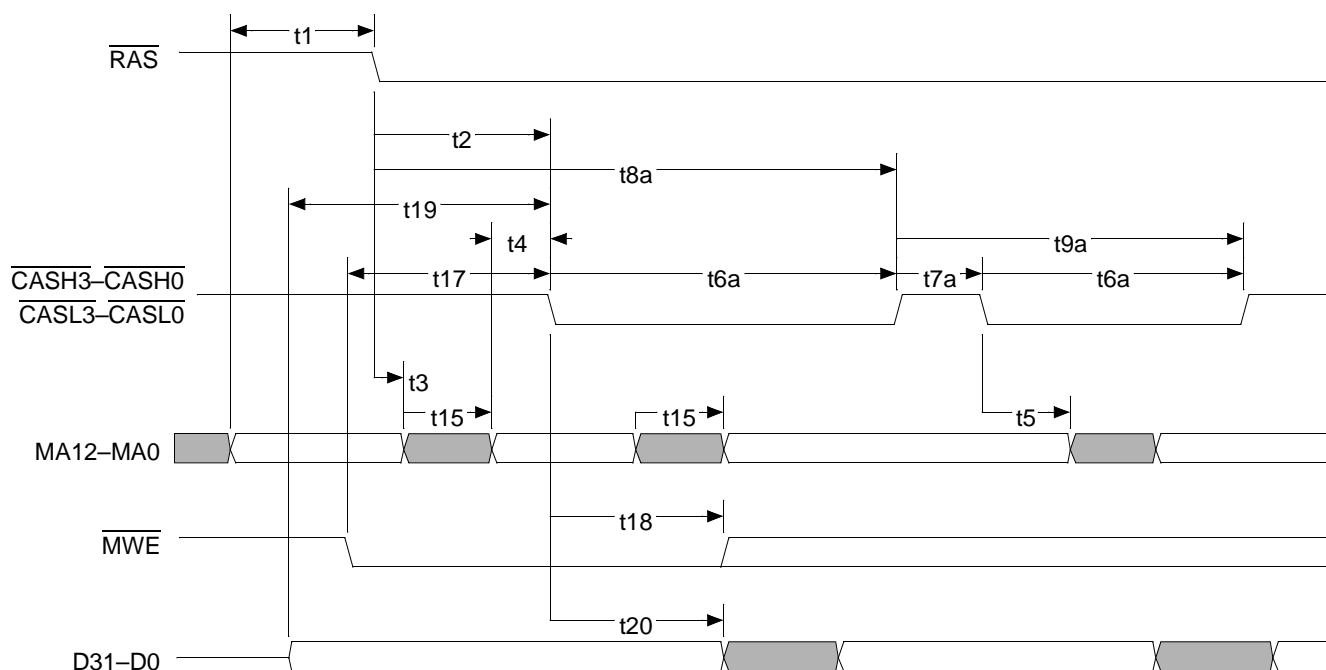 t1
RAS
t2
t8a
t19
t4
t9a
CASH3–CASH0
t17
t6a
t7a
t6a
CASL3–CASL0
t3
t15
t15
t5
MA12–MA0
t18
MWE
t20
D31–D0